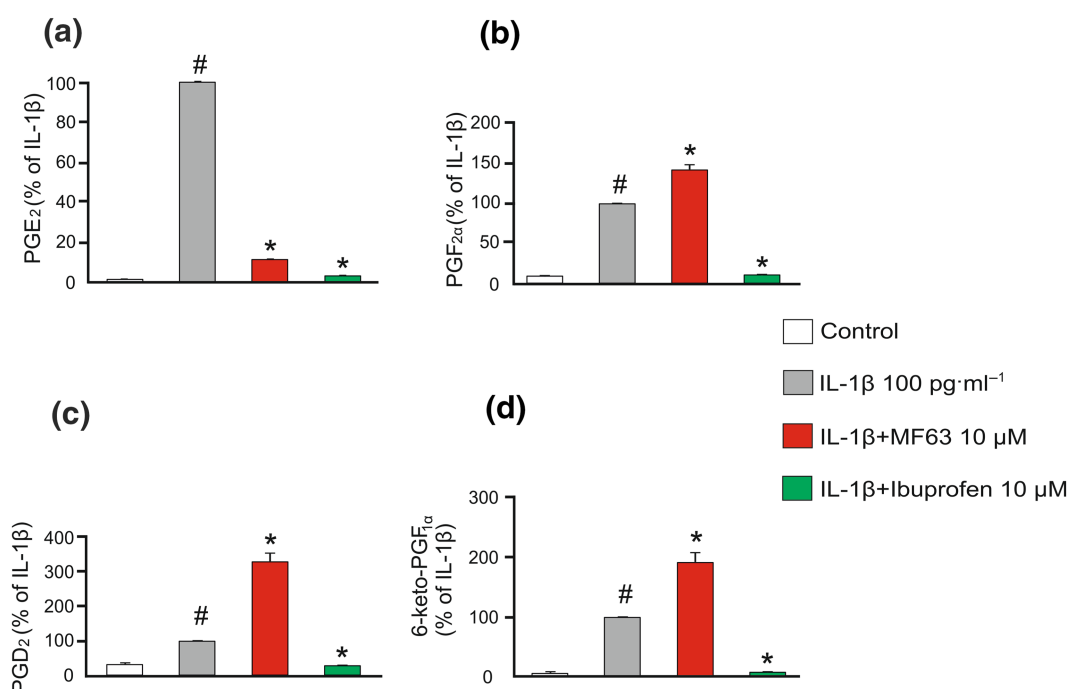 (a)
PGE2 (% of IL-1β)
100
80
60
40
20
0
#
*
*
(b)
PGF2α (% of IL-1β)
200
150
100
50
0
#
*
*
Control
IL-1β 100 pg·ml–1
IL-1β+MF63 10 µM
IL-1β+Ibuprofen 10 µM
(c)
PGD2 (% of IL-1β)
400
300
200
100
0
#
*
*
(d)
6-keto-PGF1α
(% of IL-1β)
300
200
100
0
#
*
*